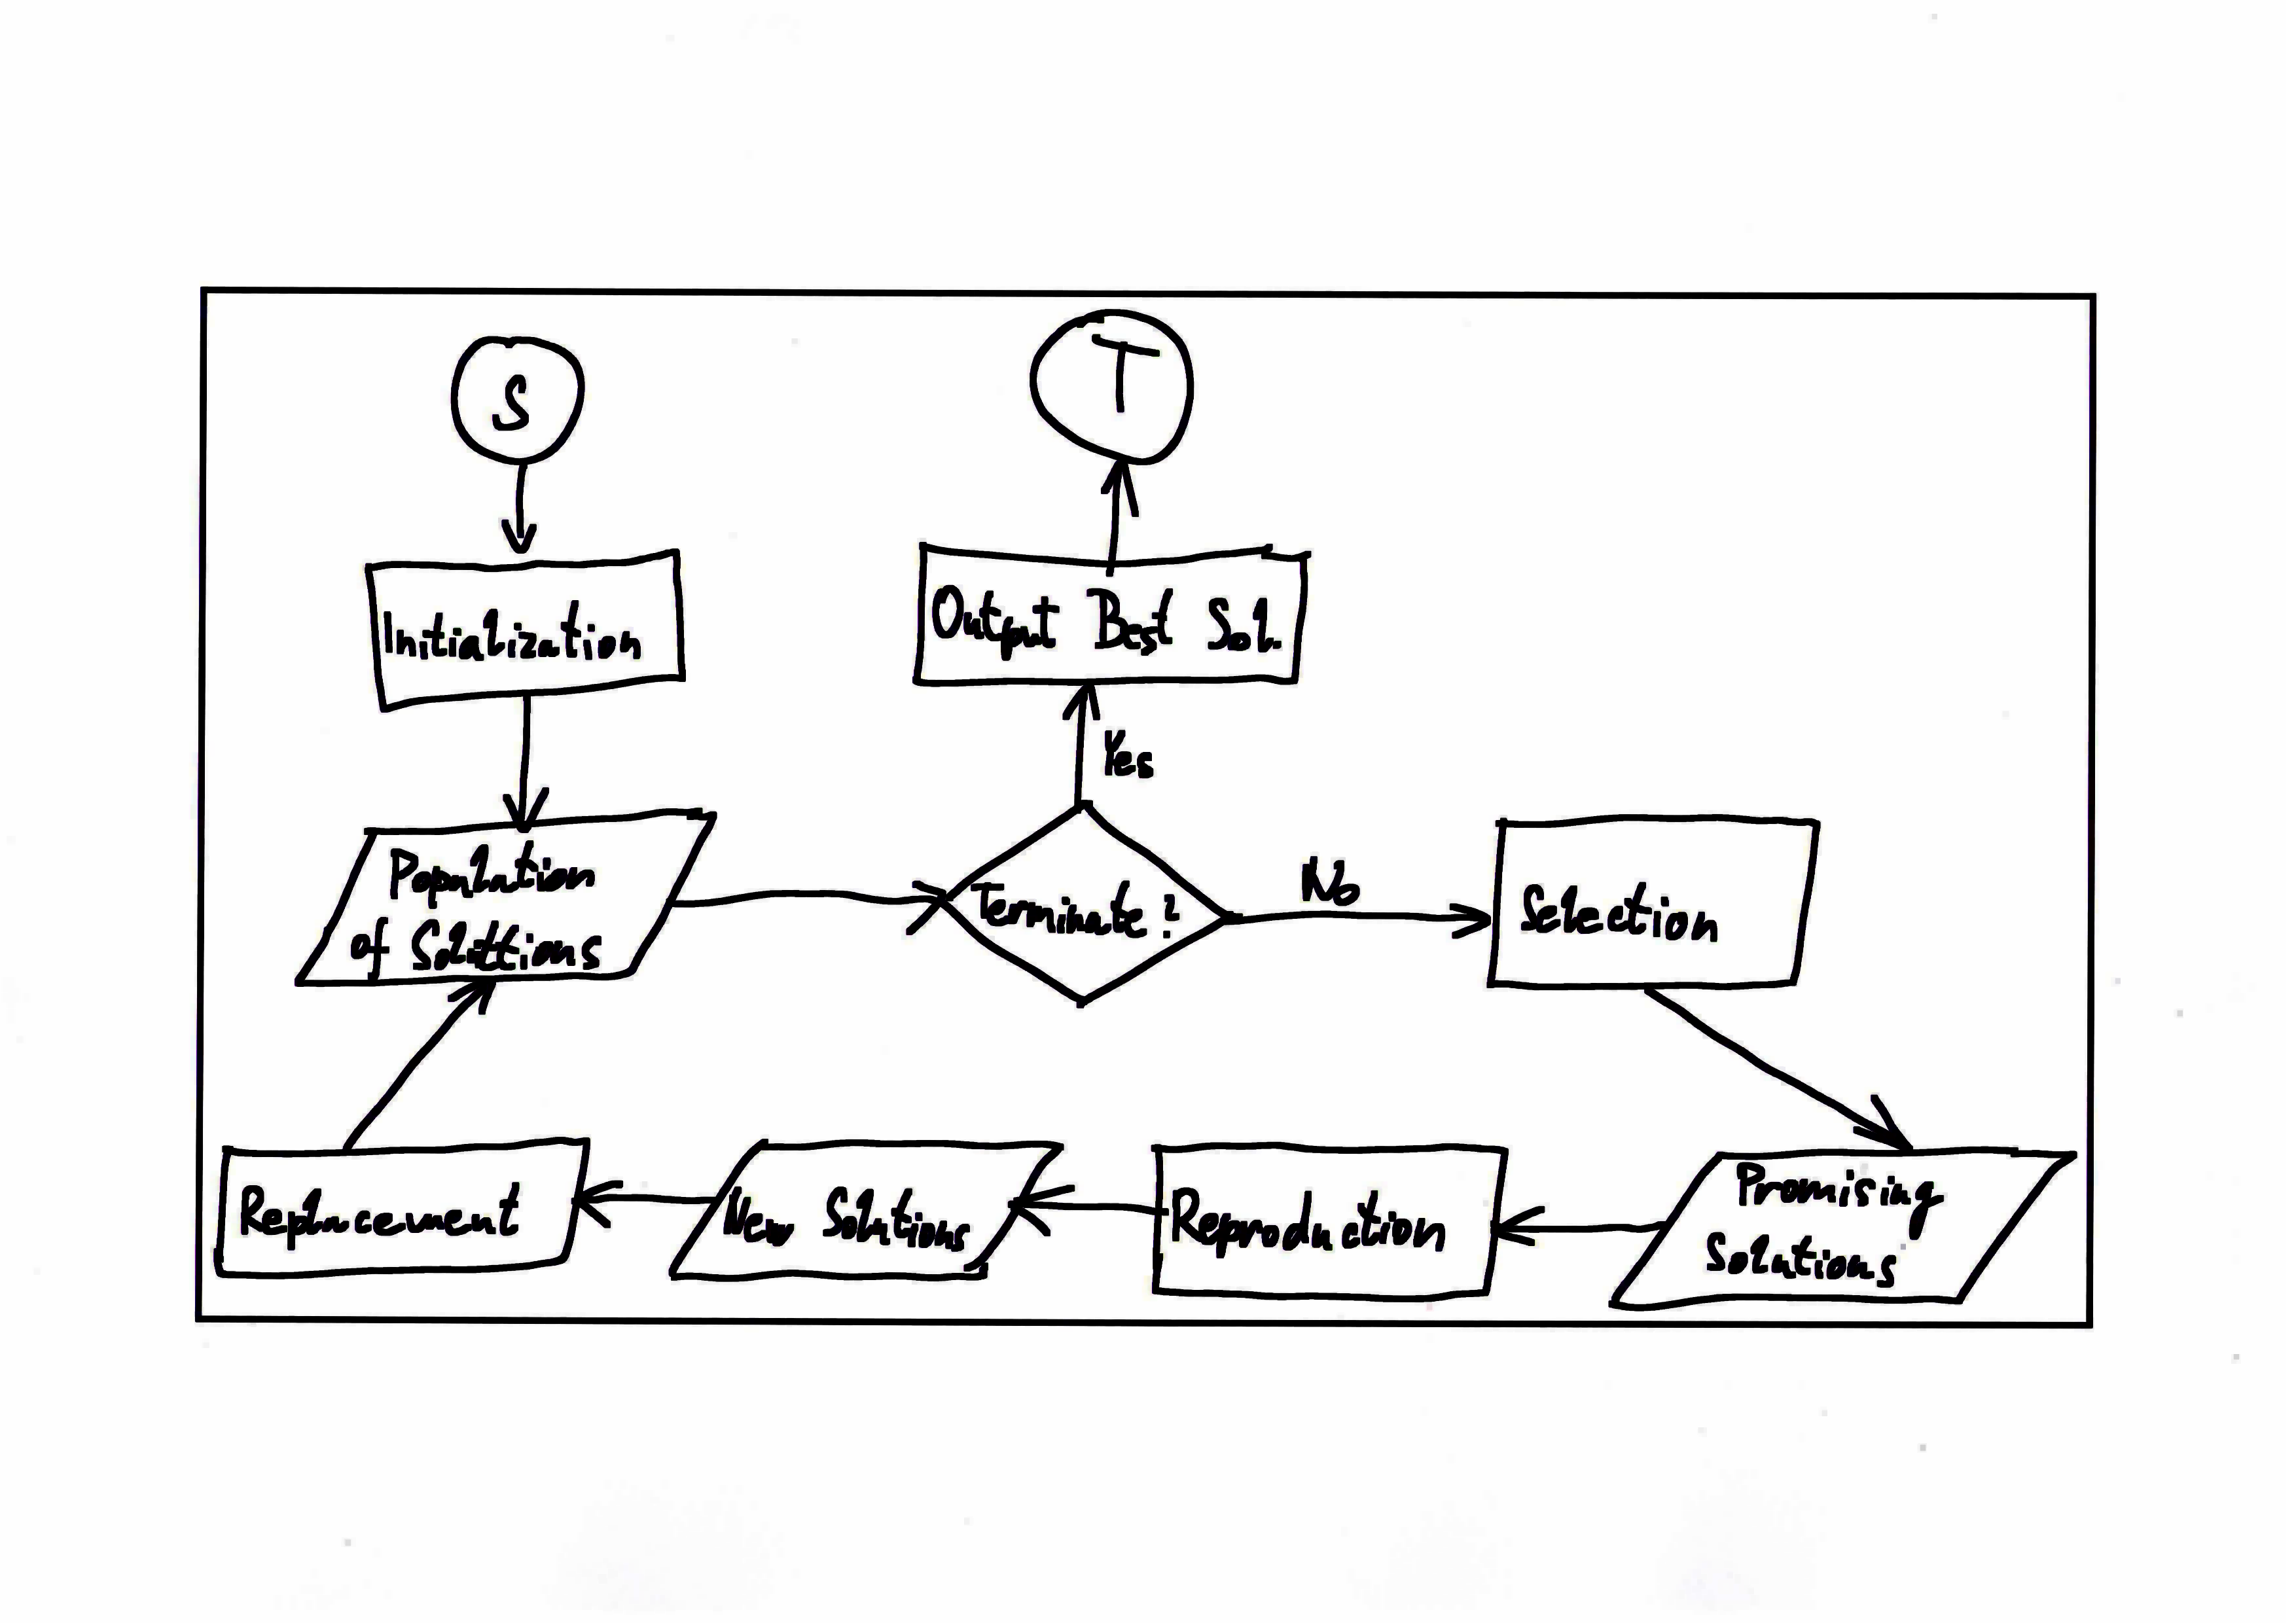 S
T
Initialization
Output Best Sol.
Yes
Population
of Solutions
Terminate?
No
Selection
Replacement
New Solutions
Reproduction
Promising
Solutions